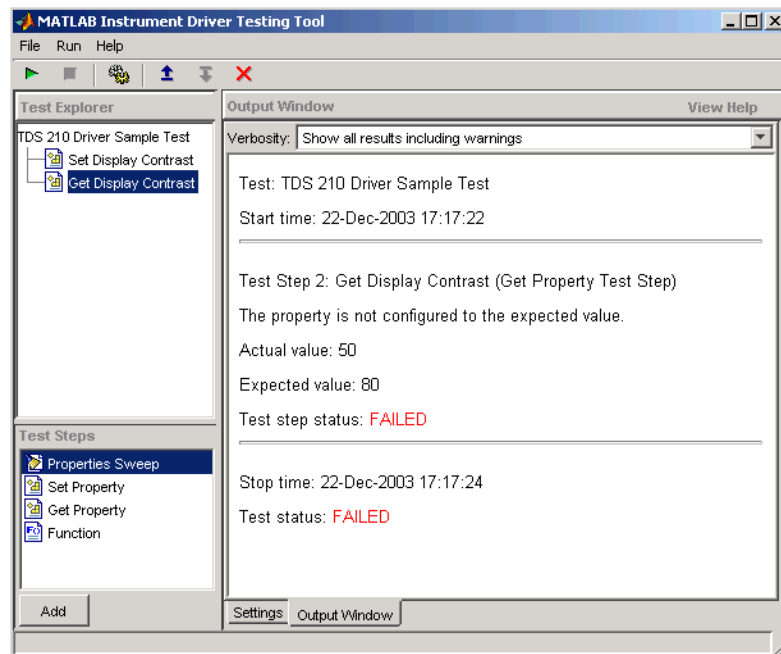 MATLAB Instrument Driver Testing Tool
File Run Help
Test Explorer
TDS 210 Driver Sample Test
Set Display Contrast
Get Display Contrast
Test Steps
Properties Sweep
Set Property
Get Property
Function
Add
Output Window View Help
Verbosity: Show all results including warnings
Test: TDS 210 Driver Sample Test
Start time: 22-Dec-2003 17:17:22
Test Step 2: Get Display Contrast (Get Property Test Step)
The property is not configured to the expected value.
Actual value: 50
Expected value: 80
Test step status: FAILED
Stop time: 22-Dec-2003 17:17:24
Test status: FAILED
Settings Output Window